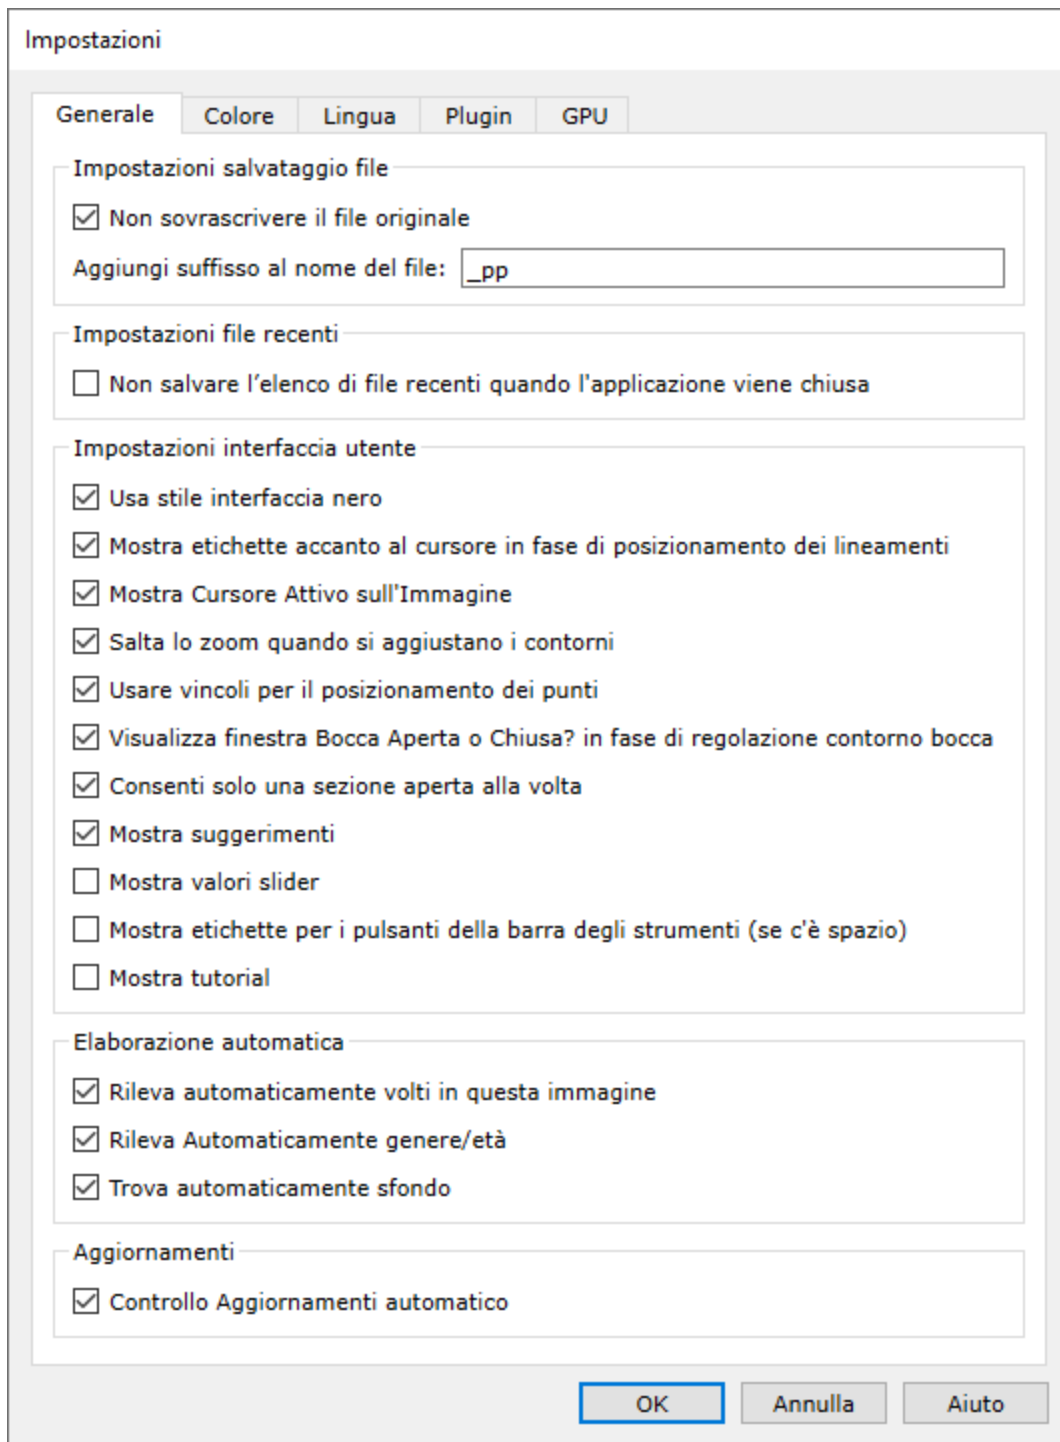 Impostazioni
Generale Colore Lingua Plugin GPU
Impostazioni salvataggio file
Non sovrascrivere il file originale
Aggiungi suffisso al nome del file: _pp
Impostazioni file recenti
Non salvare l’elenco di file recenti quando l'applicazione viene chiusa
Impostazioni interfaccia utente
Usa stile interfaccia nero
Mostra etichette accanto al cursore in fase di posizionamento dei lineamenti
Mostra Cursore Attivo sull'Immagine
Salta lo zoom quando si aggiustano i contorni
Usare vincoli per il posizionamento dei punti
Visualizza finestra Bocca Aperta o Chiusa? in fase di regolazione contorno bocca
Consenti solo una sezione aperta alla volta
Mostra suggerimenti
Mostra valori slider
Mostra etichette per i pulsanti della barra degli strumenti (se c'è spazio)
Mostra tutorial
Elaborazione automatica
Rileva automaticamente volti in questa immagine
Rileva Automaticamente genere/età
Trova automaticamente sfondo
Aggiornamenti
Controllo Aggiornamenti automatico
OK Annulla Aiuto